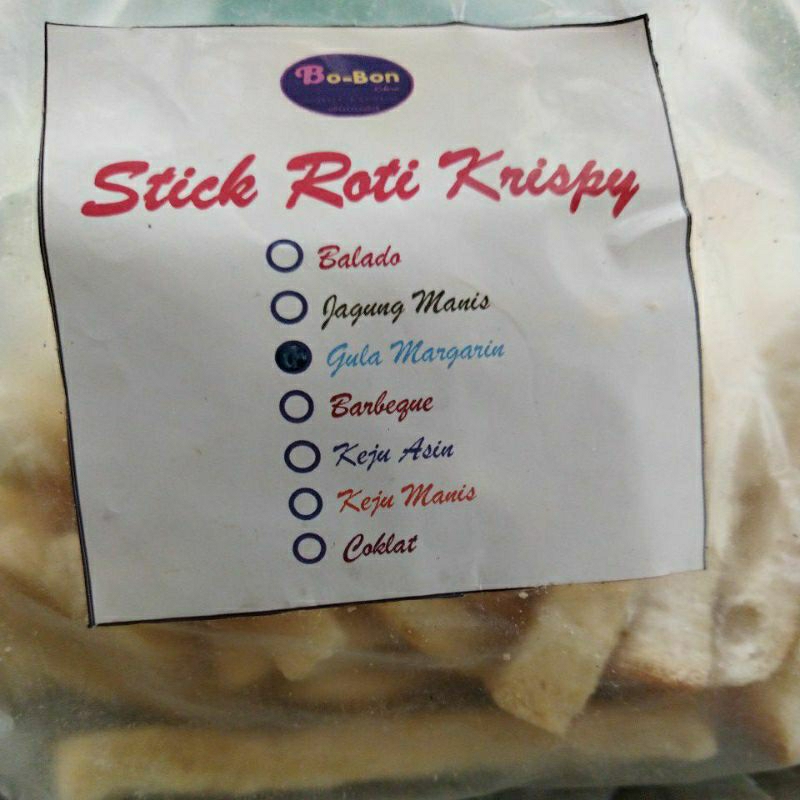 Bo-Bon
Stick Roti Krispy
Balado
Jagung Manis
Gula Margarin
Barbeque
Keju Asin
Keju Manis
Coklat